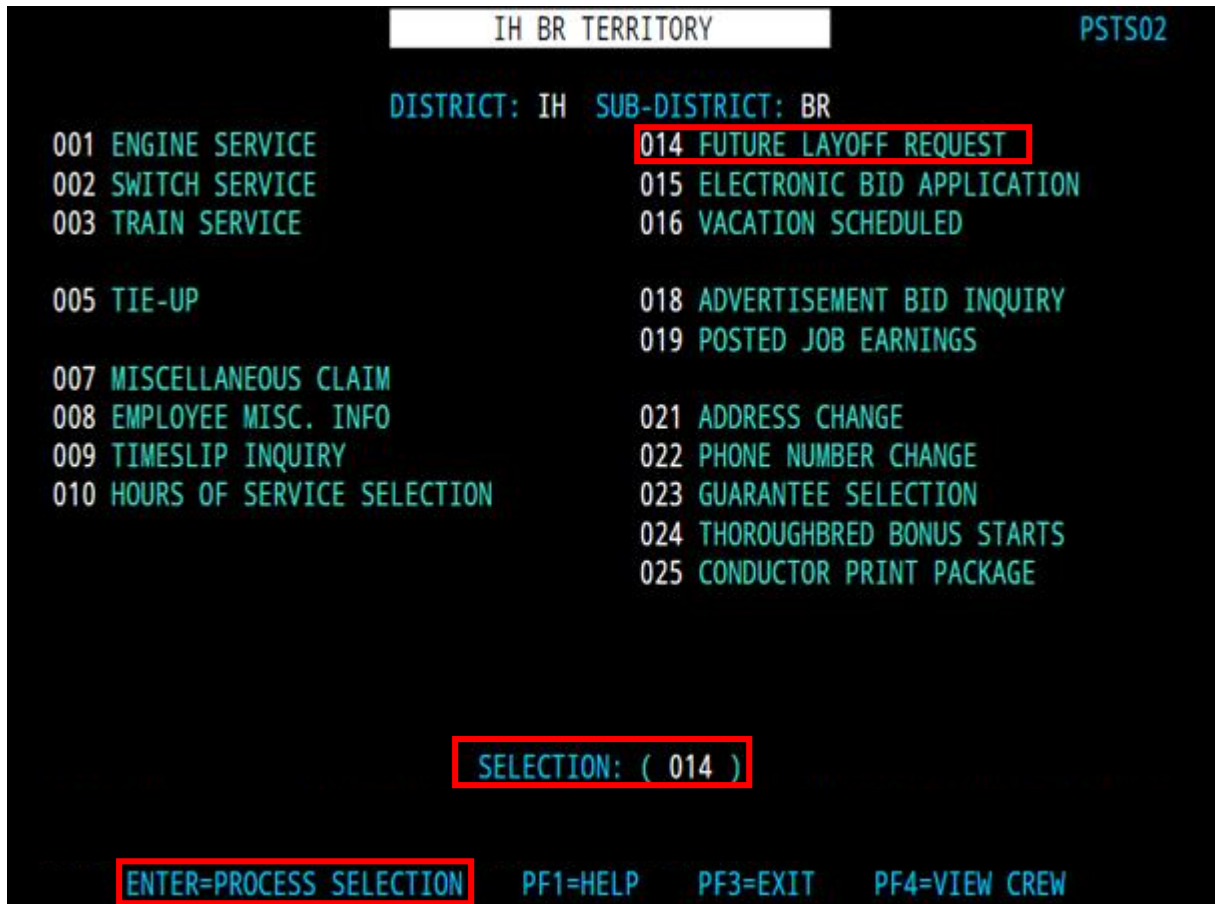 IH BR TERRITORY PSTS02
DISTRICT: IH SUB-DISTRICT: BR
001 ENGINE SERVICE 014 FUTURE LAYOFF REQUEST
002 SWITCH SERVICE 015 ELECTRONIC BID APPLICATION
003 TRAIN SERVICE 016 VACATION SCHEDULED
005 TIE-UP 018 ADVERTISEMENT BID INQUIRY
019 POSTED JOB EARNINGS
007 MISCELLANEOUS CLAIM
008 EMPLOYEE MISC. INFO 021 ADDRESS CHANGE
009 TIMESLIP INQUIRY 022 PHONE NUMBER CHANGE
010 HOURS OF SERVICE SELECTION 023 GUARANTEE SELECTION
024 THOROUGHBRED BONUS STARTS
025 CONDUCTOR PRINT PACKAGE
SELECTION: ( 014 )
ENTER=PROCESS SELECTION PF1=HELP PF3=EXIT PF4=VIEW CREW